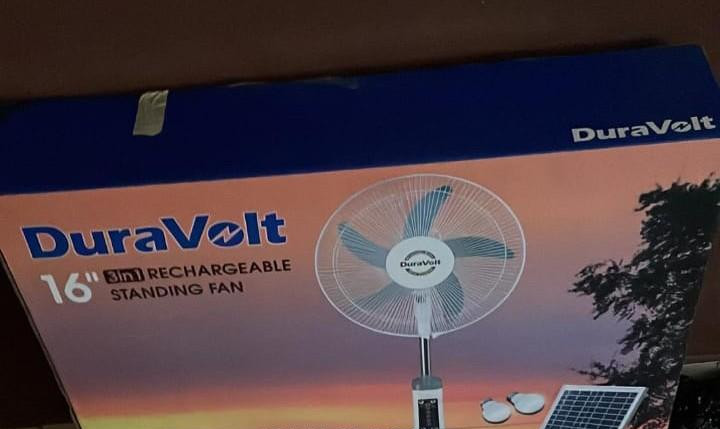 DuraVolt
DuraVolt
16" 3in1 RECHARGEABLE
STANDING FAN
DuraVolt